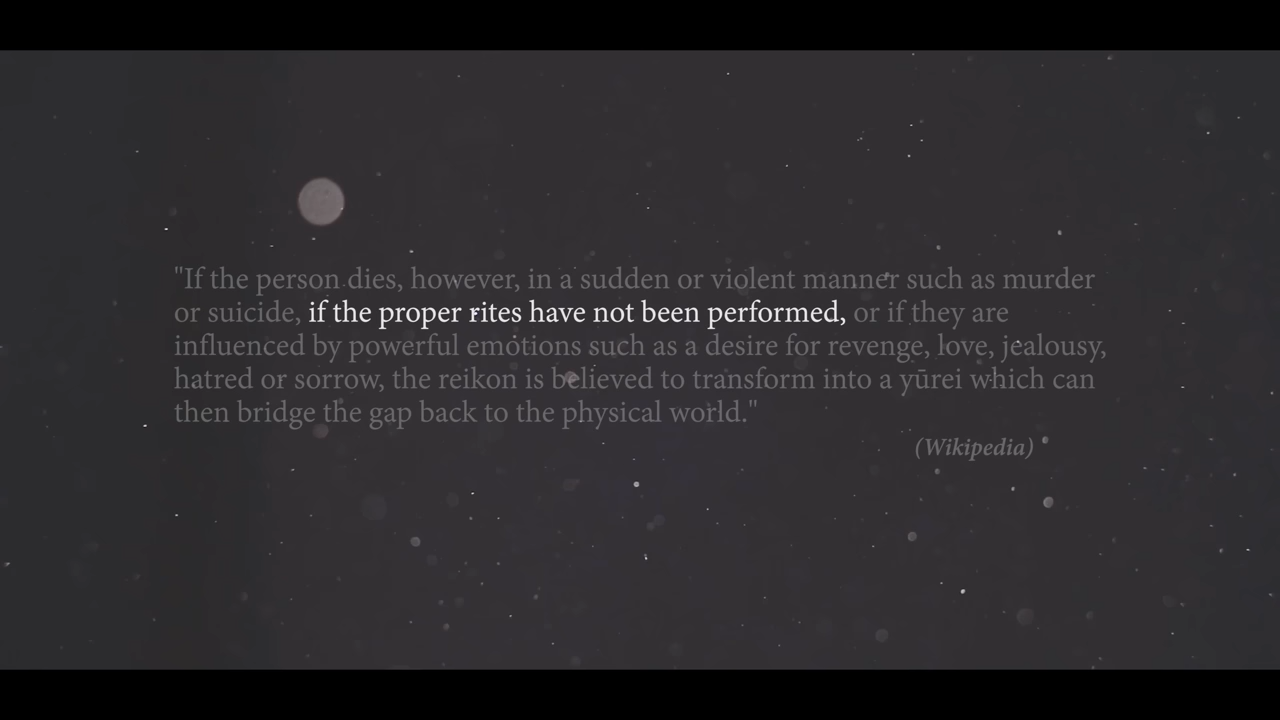 "If the person dies, however, in a sudden or violent manner such as murder
or suicide, if the proper rites have not been performed, or if they are
influenced by powerful emotions such as a desire for revenge, love, jealousy,
hatred or sorrow, the reikon is believed to transform into a yūrei which can
then bridge the gap back to the physical world."
(Wikipedia)